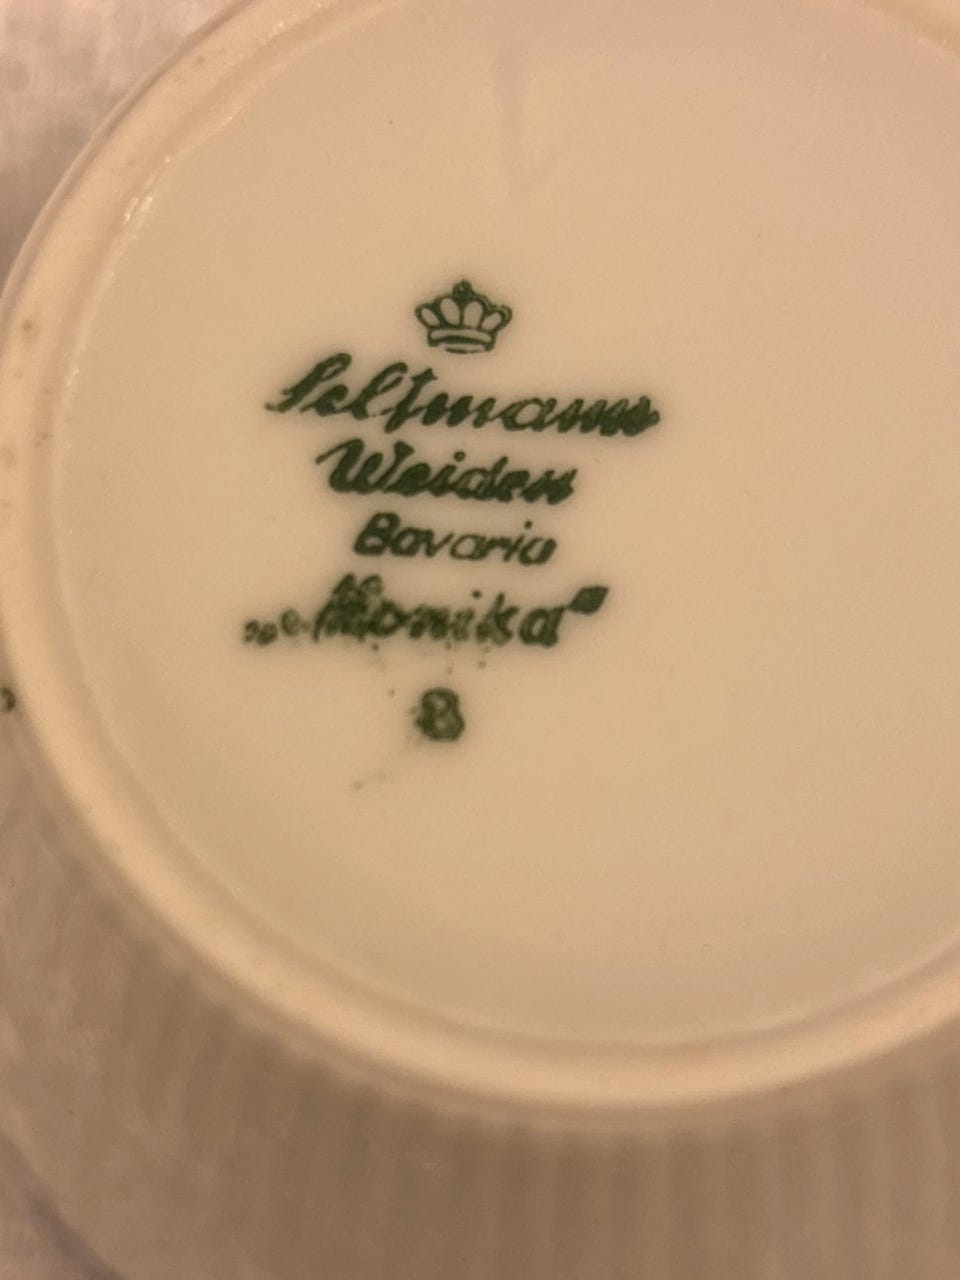 Seltmann
Weiden
Bavaria
„Monika"